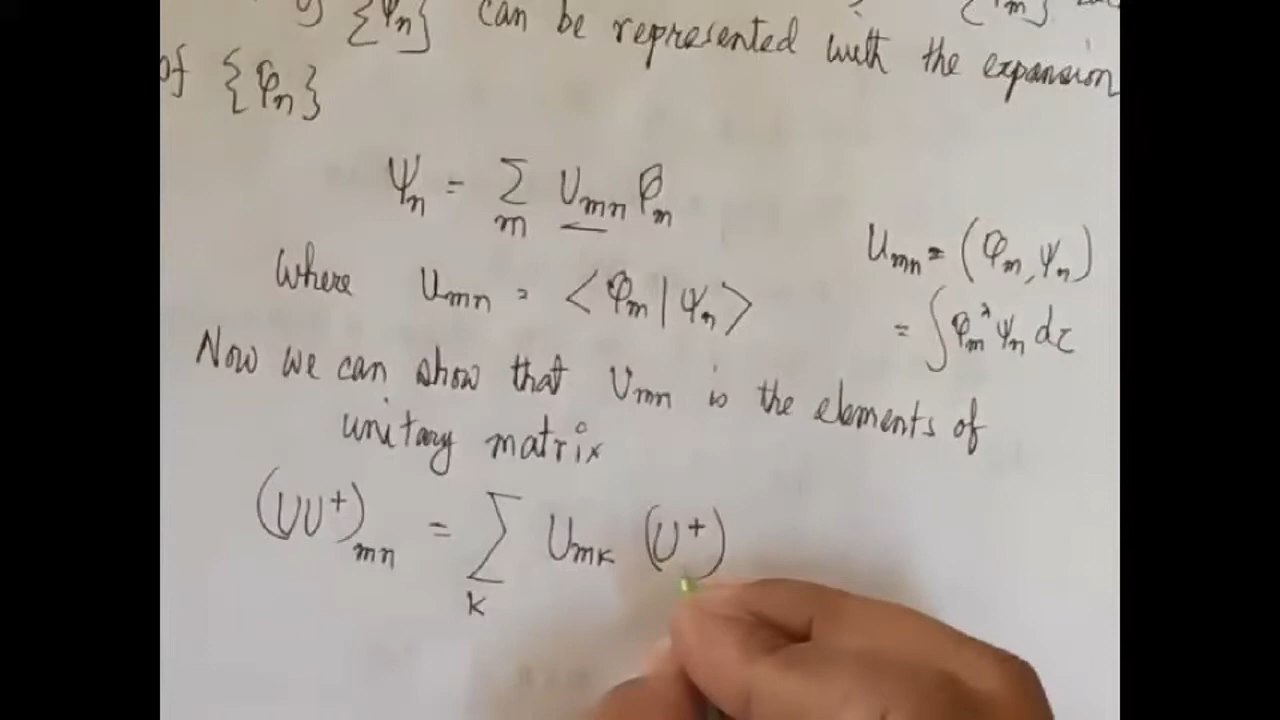 {Ψn} can be represented with the expansion
of {φn}
Ψn = Σm Umn φm
where Umn = <φm|Ψn>
Umn = (φm, Ψn)
= ∫φm* Ψn dτ
Now we can show that Umn is the elements of
unitary matrix
(UU+)mn = Σk Umk (U+)